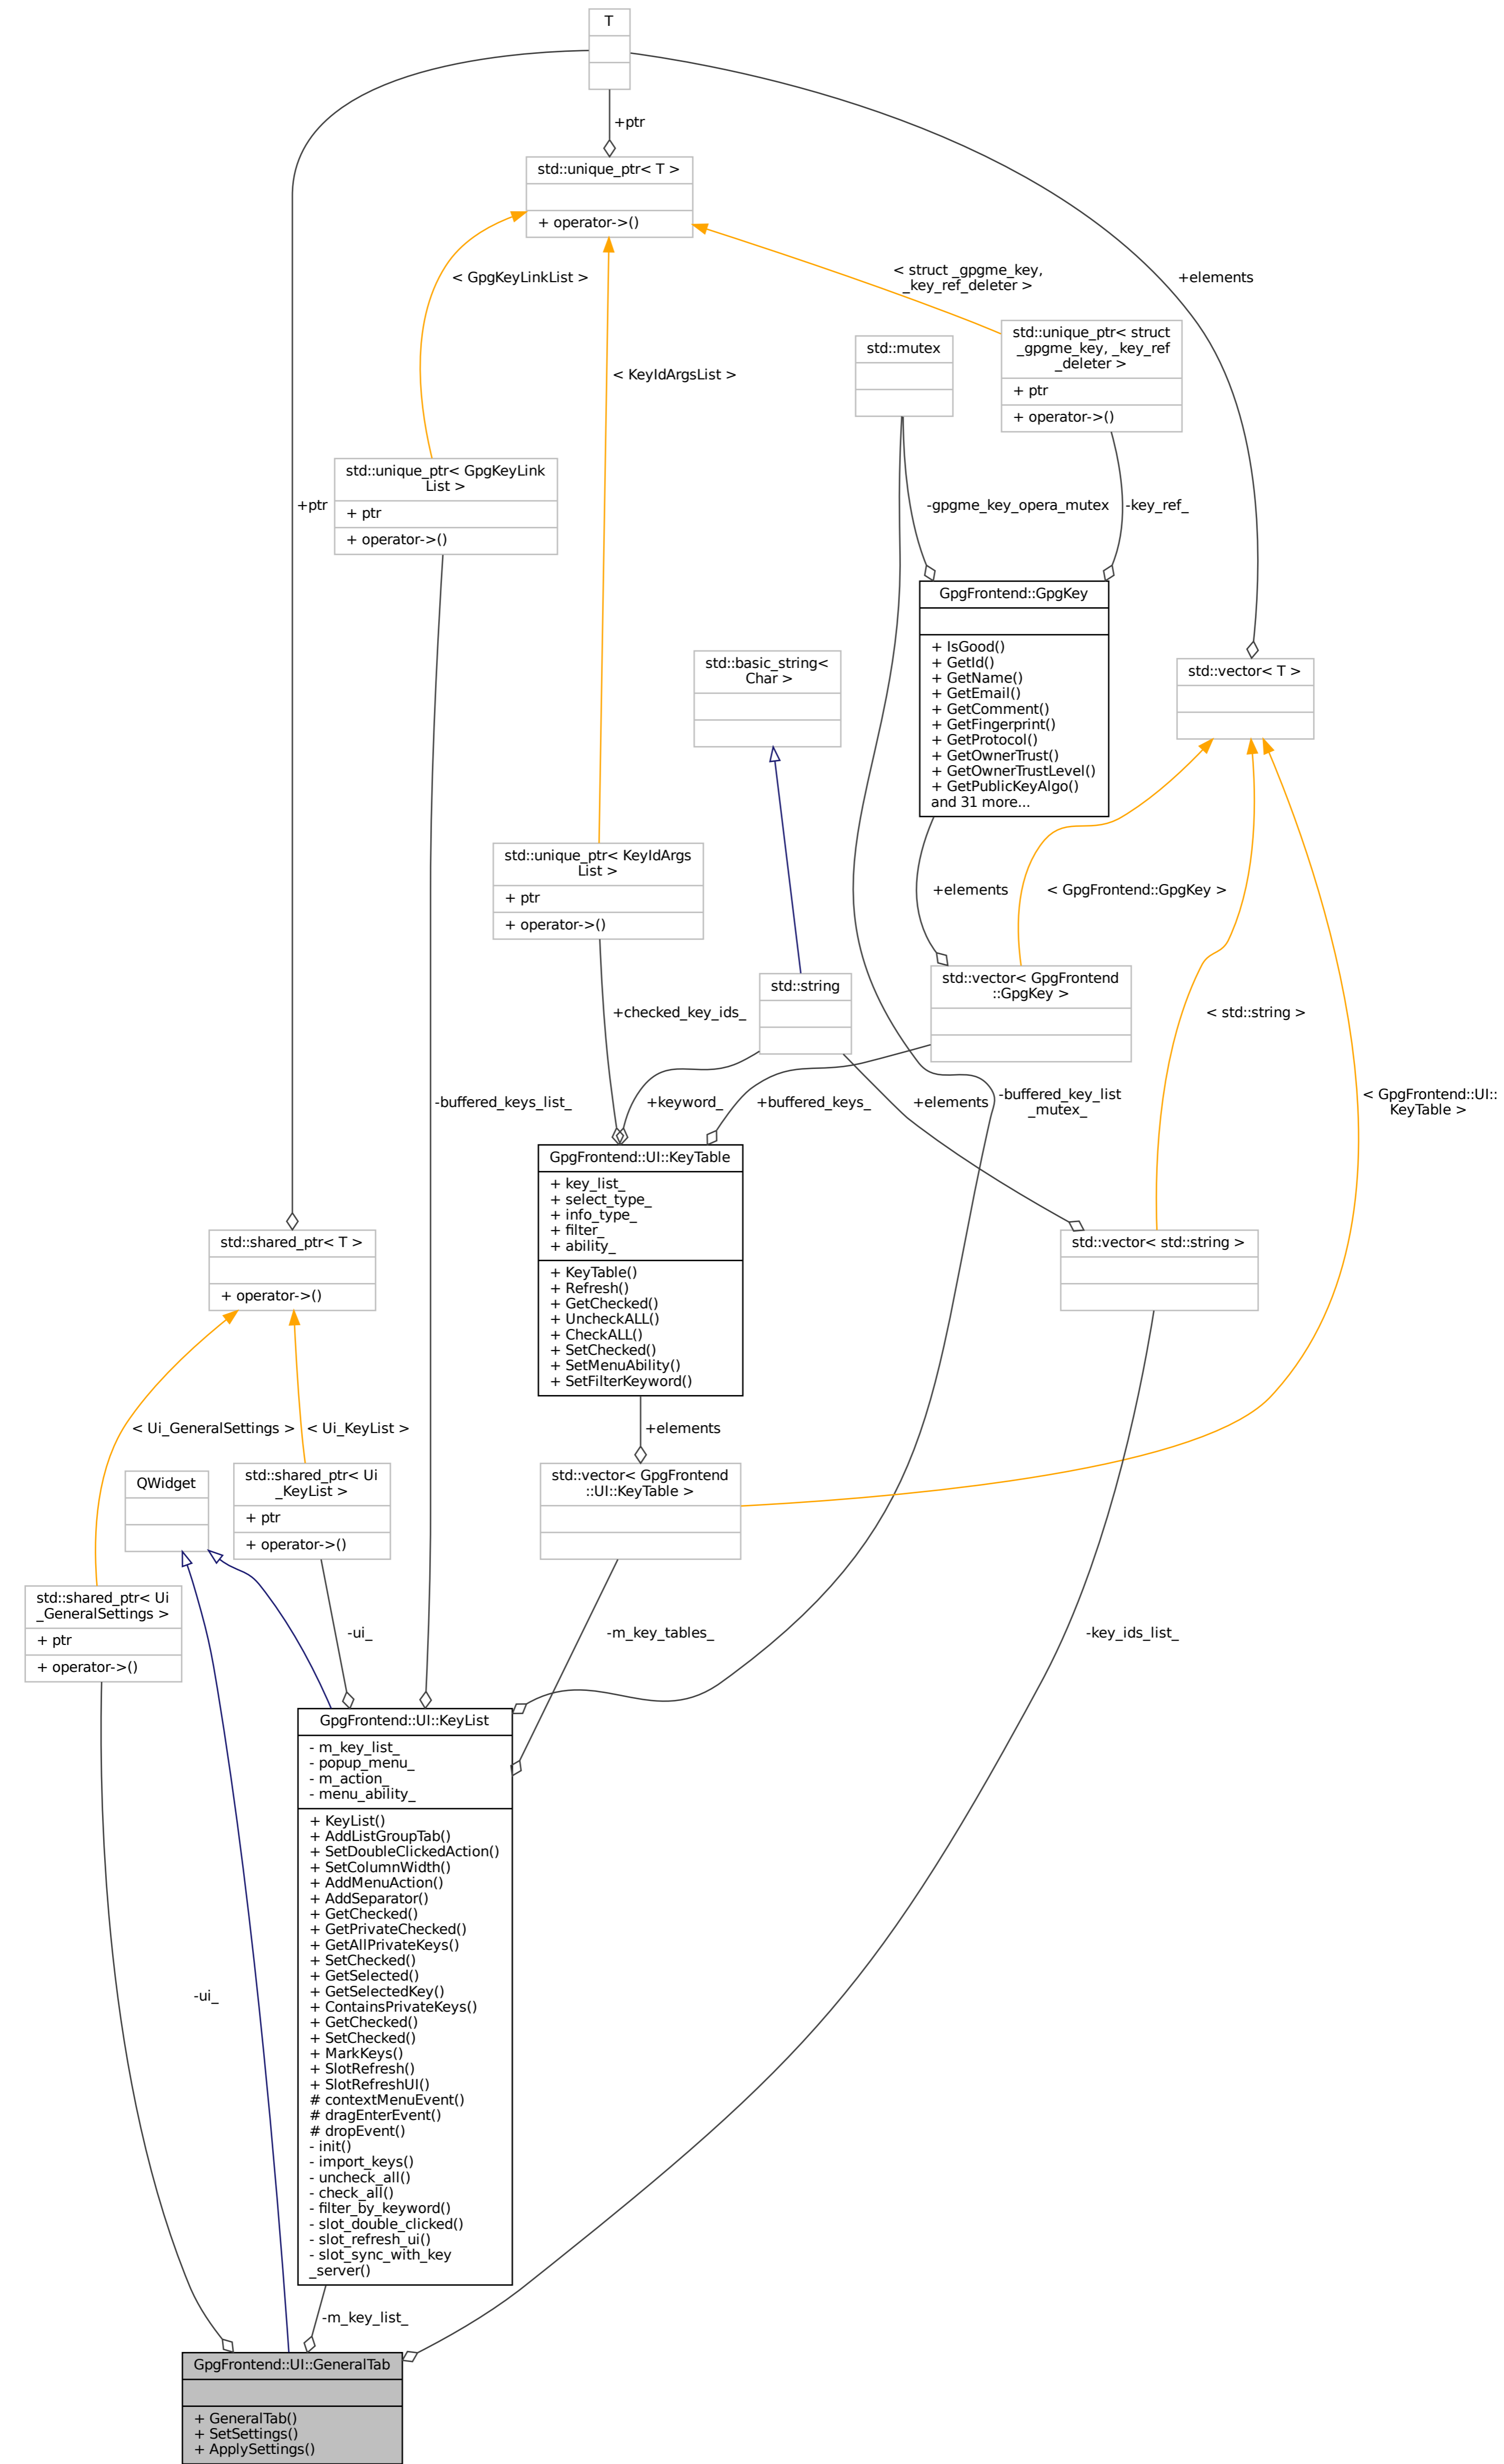 T
+ptr
std::unique_ptr< T >
+ operator->()
< GpgKeyLinkList >
< struct _gpgme_key,
_key_ref_deleter >
+elements
std::unique_ptr< struct
_gpgme_key, _key_ref
_deleter >
+ ptr
+ operator->()
std::mutex
< KeyIdArgsList >
std::unique_ptr< GpgKeyLink
List >
+ ptr
+ operator->()
+ptr
-gpgme_key_opera_mutex
-key_ref_
GpgFrontend::GpgKey
+ IsGood()
+ GetId()
+ GetName()
+ GetEmail()
+ GetComment()
+ GetFingerprint()
+ GetProtocol()
+ GetOwnerTrust()
+ GetOwnerTrustLevel()
+ GetPublicKeyAlgo()
and 31 more...
std::basic_string<
Char >
std::vector< T >
std::unique_ptr< KeyIdArgs
List >
+ ptr
+ operator->()
+elements
< GpgFrontend::GpgKey >
std::string
std::vector< GpgFrontend
::GpgKey >
+checked_key_ids_
< std::string >
-buffered_keys_list_
+keyword_
+buffered_keys_
+elements
-buffered_key_list
_mutex_
< GpgFrontend::UI::
KeyTable >
GpgFrontend::UI::KeyTable
+ key_list_
+ select_type_
+ info_type_
+ filter_
+ ability_
+ KeyTable()
+ Refresh()
+ GetChecked()
+ UncheckALL()
+ CheckALL()
+ SetChecked()
+ SetMenuAbility()
+ SetFilterKeyword()
std::shared_ptr< T >
+ operator->()
std::vector< std::string >
< Ui_GeneralSettings >
< Ui_KeyList >
+elements
QWidget
std::shared_ptr< Ui
_KeyList >
+ ptr
+ operator->()
std::vector< GpgFrontend
::UI::KeyTable >
std::shared_ptr< Ui
_GeneralSettings >
+ ptr
+ operator->()
-ui_
-m_key_tables_
-key_ids_list_
GpgFrontend::UI::KeyList
- m_key_list_
- popup_menu_
- m_action_
- menu_ability_
+ KeyList()
+ AddListGroupTab()
+ SetDoubleClickedAction()
+ SetColumnWidth()
+ AddMenuAction()
+ AddSeparator()
+ GetChecked()
+ GetPrivateChecked()
+ GetAllPrivateKeys()
+ SetChecked()
+ GetSelected()
+ GetSelectedKey()
+ ContainsPrivateKeys()
+ GetChecked()
+ SetChecked()
+ MarkKeys()
+ SlotRefresh()
+ SlotRefreshUI()
# contextMenuEvent()
# dragEnterEvent()
# dropEvent()
- init()
- import_keys()
- uncheck_all()
- check_all()
- filter_by_keyword()
- slot_double_clicked()
- slot_refresh_ui()
- slot_sync_with_key
_server()
-ui_
-m_key_list_
GpgFrontend::UI::GeneralTab
+ GeneralTab()
+ SetSettings()
+ ApplySettings()